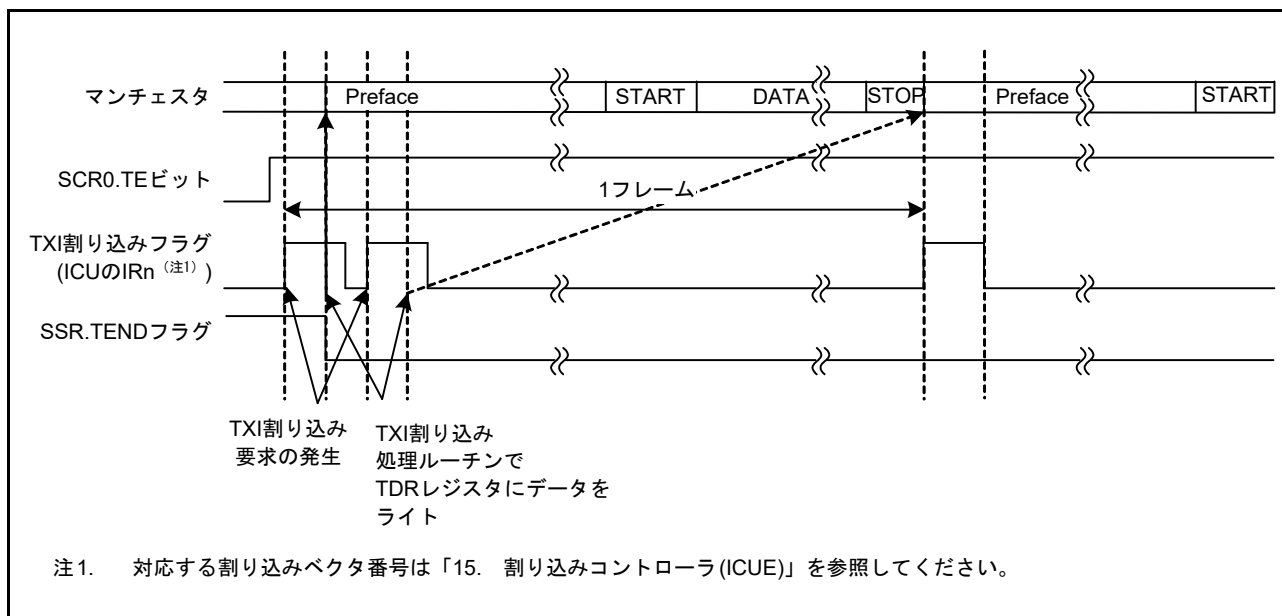 マンチェスタ
Preface
START
DATA
STOP
Preface
START
SCR0.TEビット
1フレーム
TXI割り込みフラグ
(ICUのIRn（注1）)
SSR.TENDフラグ
TXI割り込み
要求の発生
TXI割り込み
処理ルーチンで
TDRレジスタにデータを
ライト
注1. 対応する割り込みベクタ番号は「15. 割り込みコントローラ(ICUE)」を参照してください。